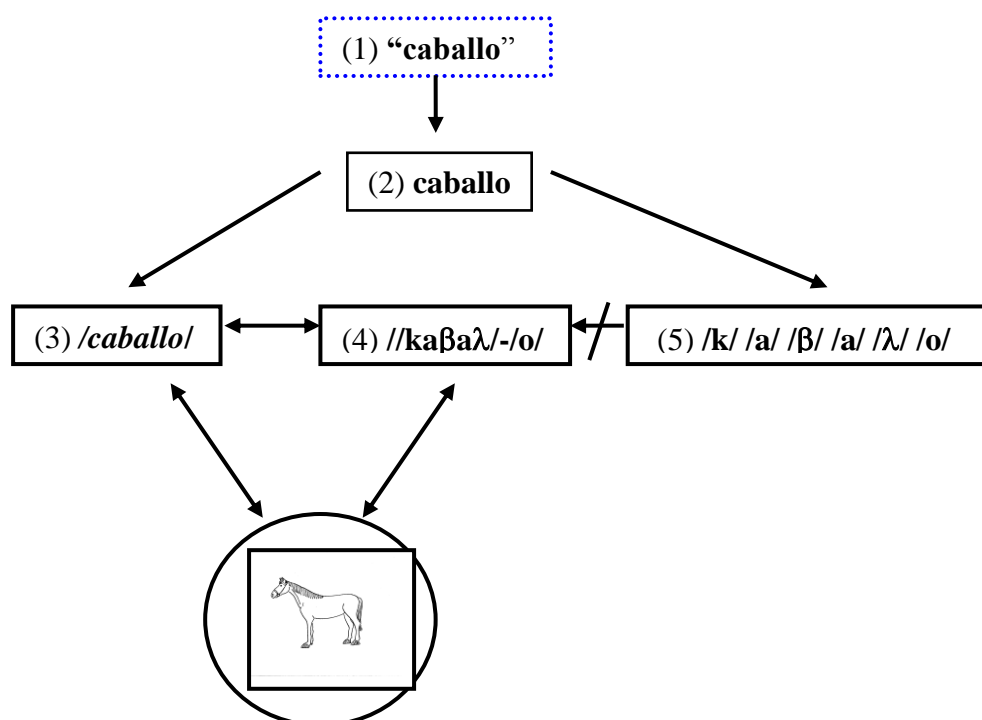 (1) “caballo”
(2) caballo
(3) /caballo/
(4) //kaβaλ/-/o/
(5) /k/ /a/ /β/ /a/ /λ/ /o/